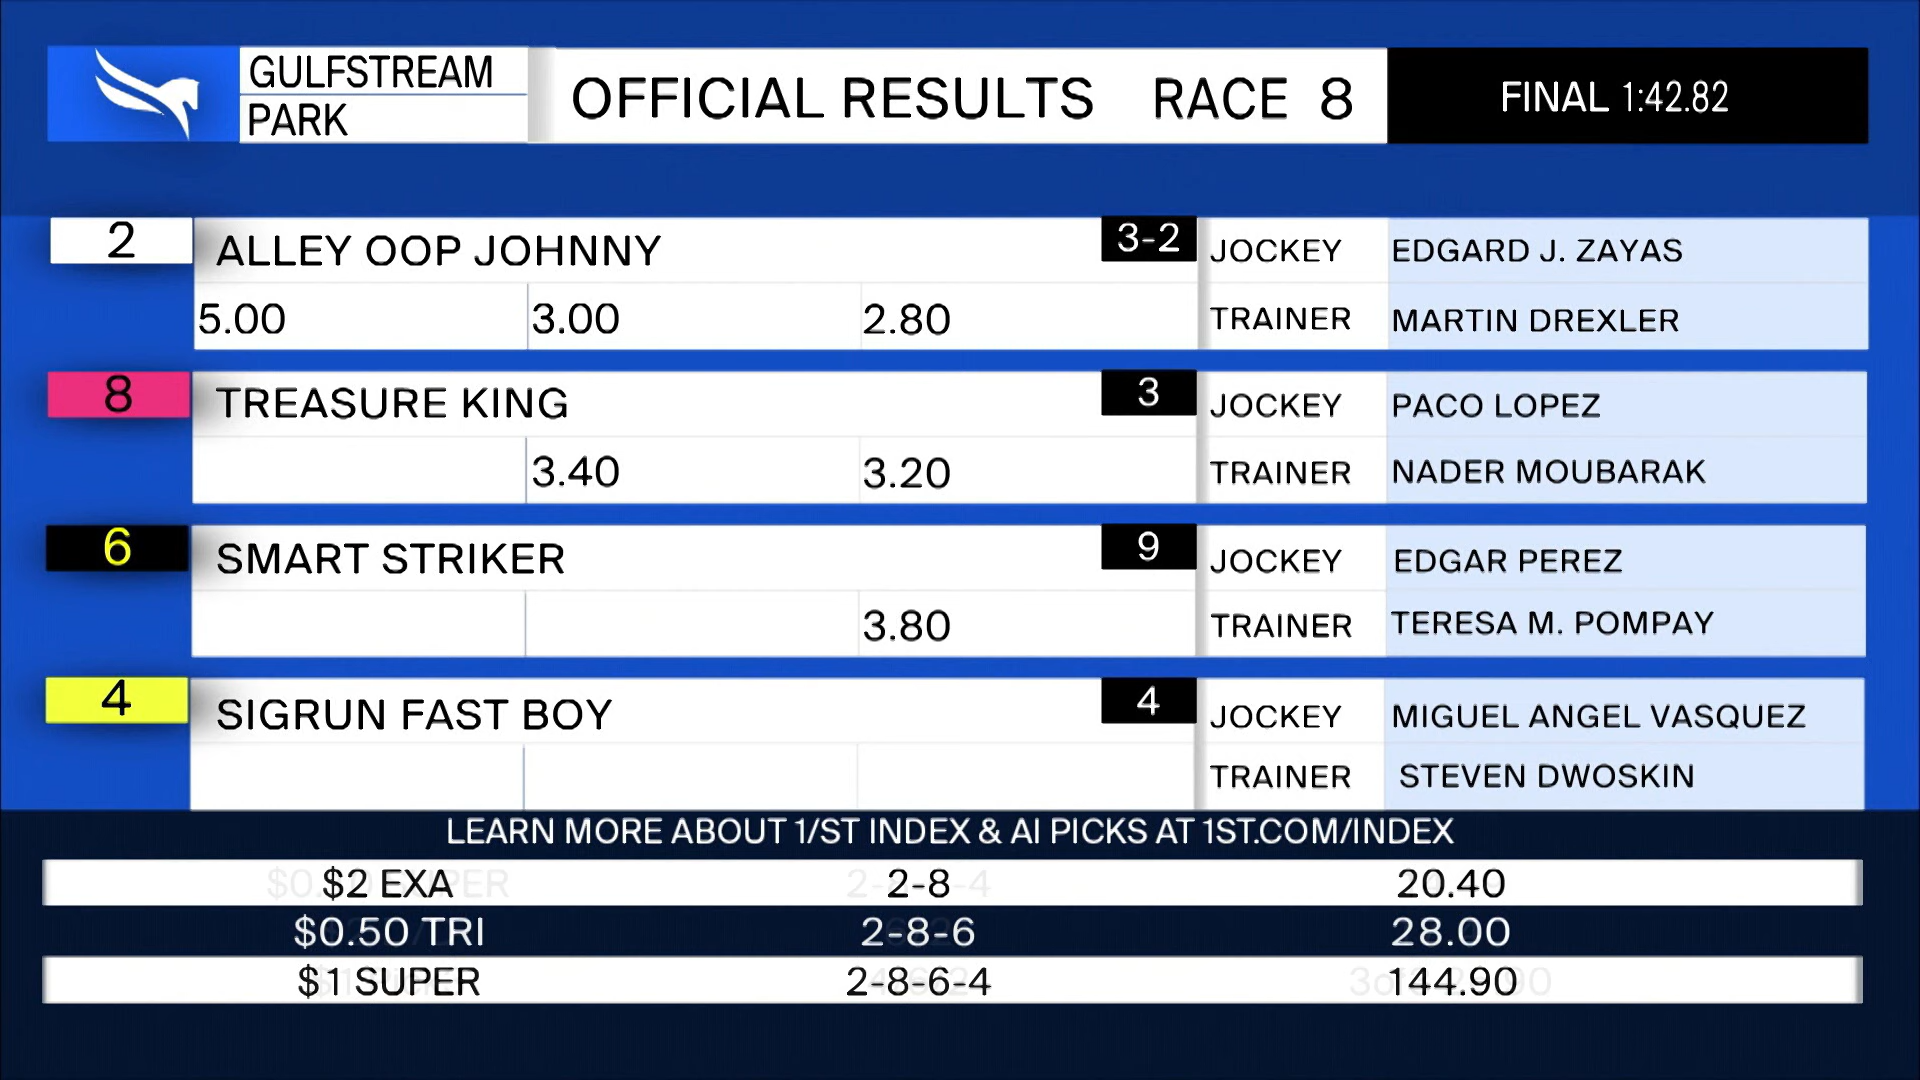 GULFSTREAM
PARK
OFFICIAL RESULTS RACE 8
FINAL 1:42.82
2 ALLEY OOP JOHNNY 3-2 JOCKEY EDGARD J. ZAYAS
5.00 3.00 2.80 TRAINER MARTIN DREXLER
8 TREASURE KING 3 JOCKEY PACO LOPEZ
3.40 3.20 TRAINER NADER MOUBARAK
6 SMART STRIKER 9 JOCKEY EDGAR PEREZ
3.80 TRAINER TERESA M. POMPAY
4 SIGRUN FAST BOY 4 JOCKEY MIGUEL ANGEL VASQUEZ
TRAINER STEVEN DWOSKIN
LEARN MORE ABOUT 1/ST INDEX & AI PICKS AT 1ST.COM/INDEX
$2 EXA 2-8 20.40
$0.50 TRI 2-8-6 28.00
$1 SUPER 2-8-6-4 144.90